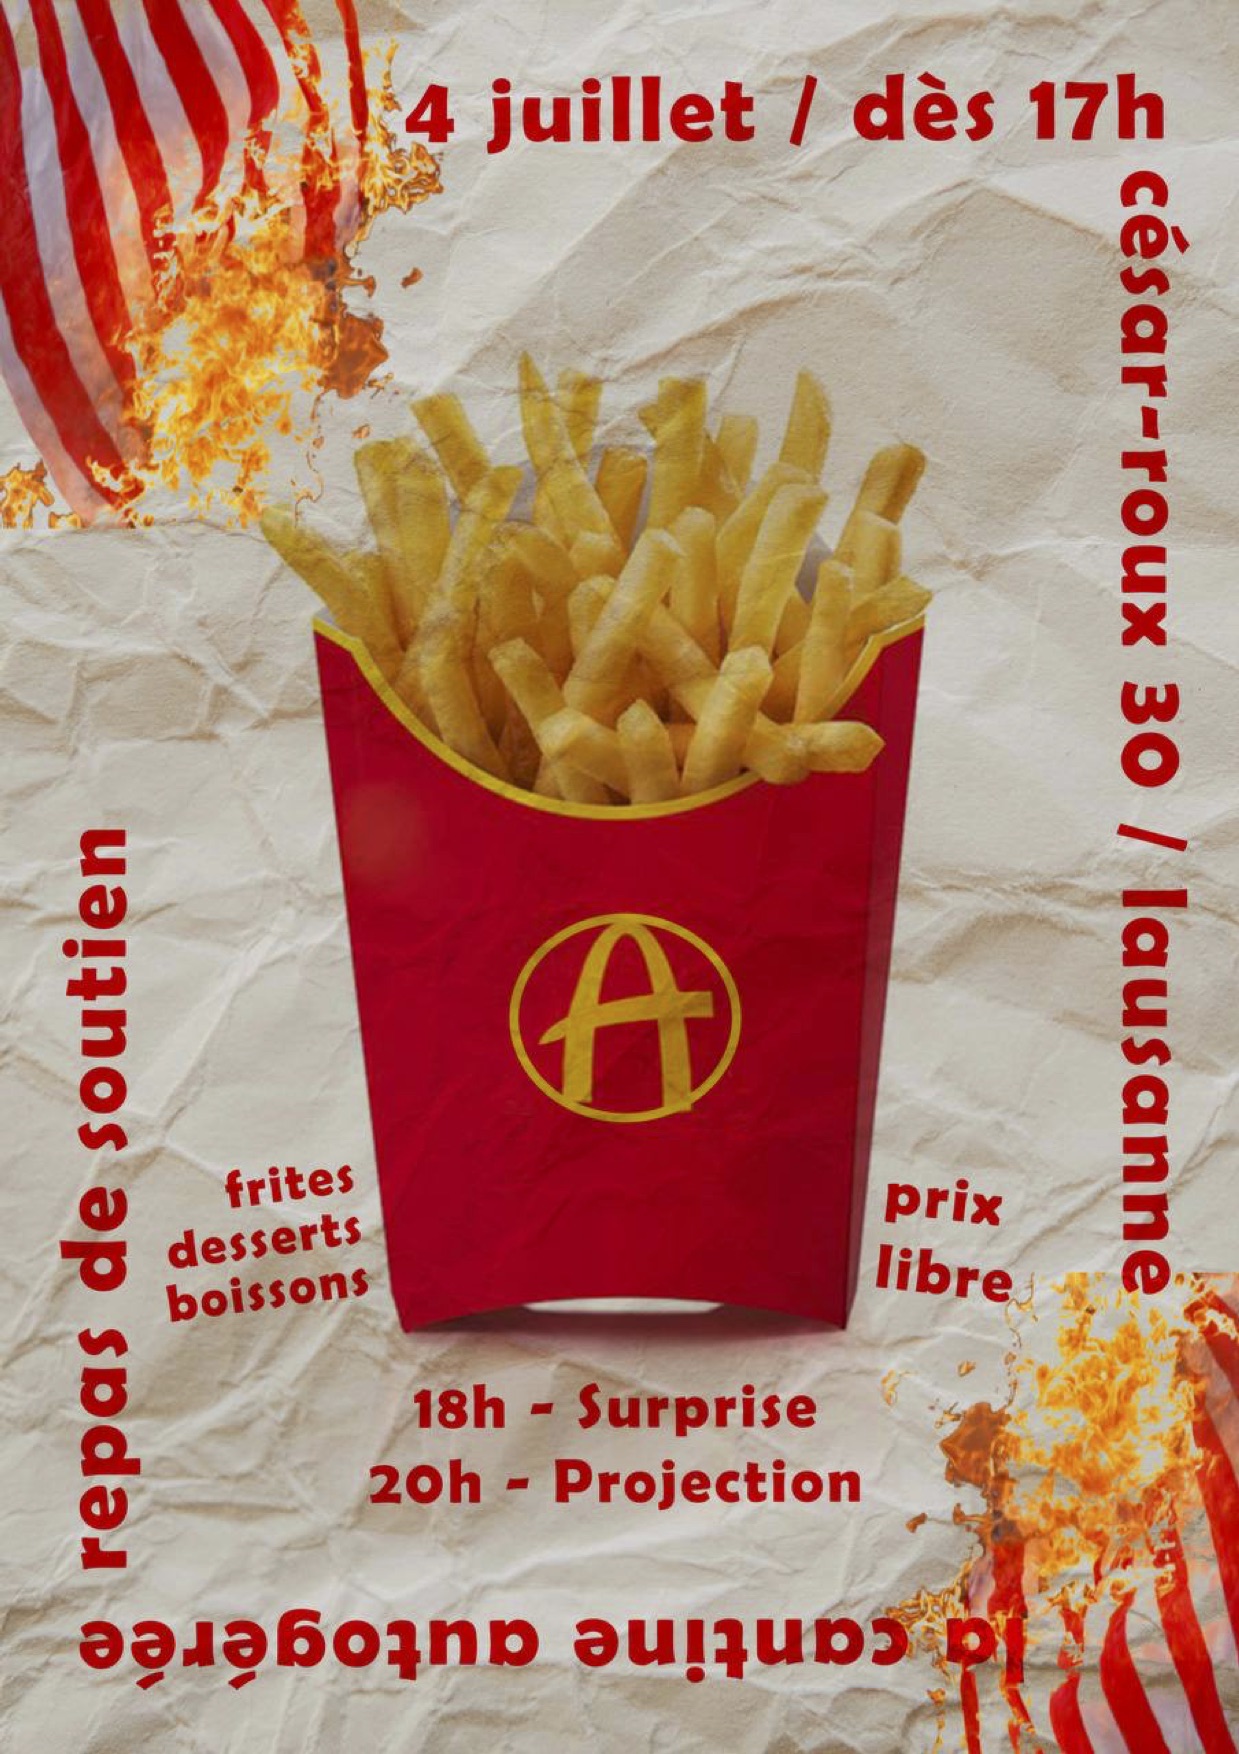 4 juillet / dès 17h
césar-roux 30 / lausanne
la cantine autogérée
repas de soutien
frites
desserts
boissons
prix
libre
A
18h - Surprise
20h - Projection